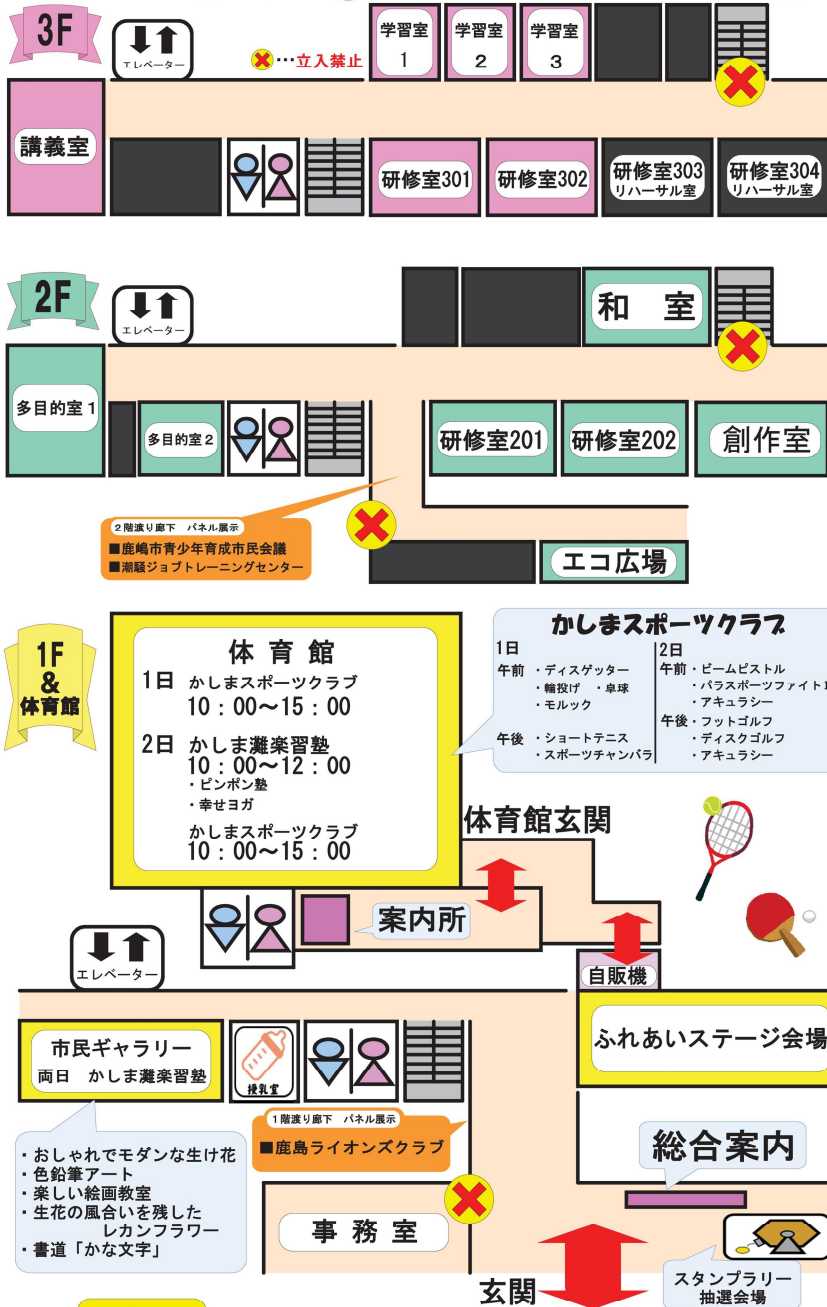 3F
エレベーター
…立入禁止
学習室
1
学習室
2
学習室
3
講義室
研修室301
研修室302
研修室303
リハーサル室
研修室304
リハーサル室
2F
エレベーター
和 室
多目的室1
多目的室2
研修室201
研修室202
創作室
2階渡り廊下 パネル展示
■鹿嶋市青少年育成市民会議
■潮騒ジョブトレーニングセンター
エコ広場
1F
&
体育館
体 育 館
1日 かしまスポーツクラブ
10:00～15:00
2日 かしま灘楽習塾
10:00～12:00
・ピンポン塾
・幸せヨガ
かしまスポーツクラブ
10:00～15:00
かしまスポーツクラブ
1日
午前 ・ディスゲッター
・輪投げ ・卓球
・モルック
午後 ・ショートテニス
・スポーツチャンバラ
2日
午前・ビームピストル
・パラスポーツファイト
・アキュラシー
午後・フットゴルフ
・ディスクゴルフ
・アキュラシー
体育館玄関
案内所
エレベーター
自販機
ふれあいステージ会場
市民ギャラリー
両日 かしま灘楽習塾
授乳室
1階渡り廊下 パネル展示
■鹿島ライオンズクラブ
・おしゃれでモダンな生け花
・色鉛筆アート
・楽しい絵画教室
・生花の風合いを残した
レカンフラワー
・書道「かな文字」
総合案内
事 務 室
玄関
スタンプラリー
抽選会場